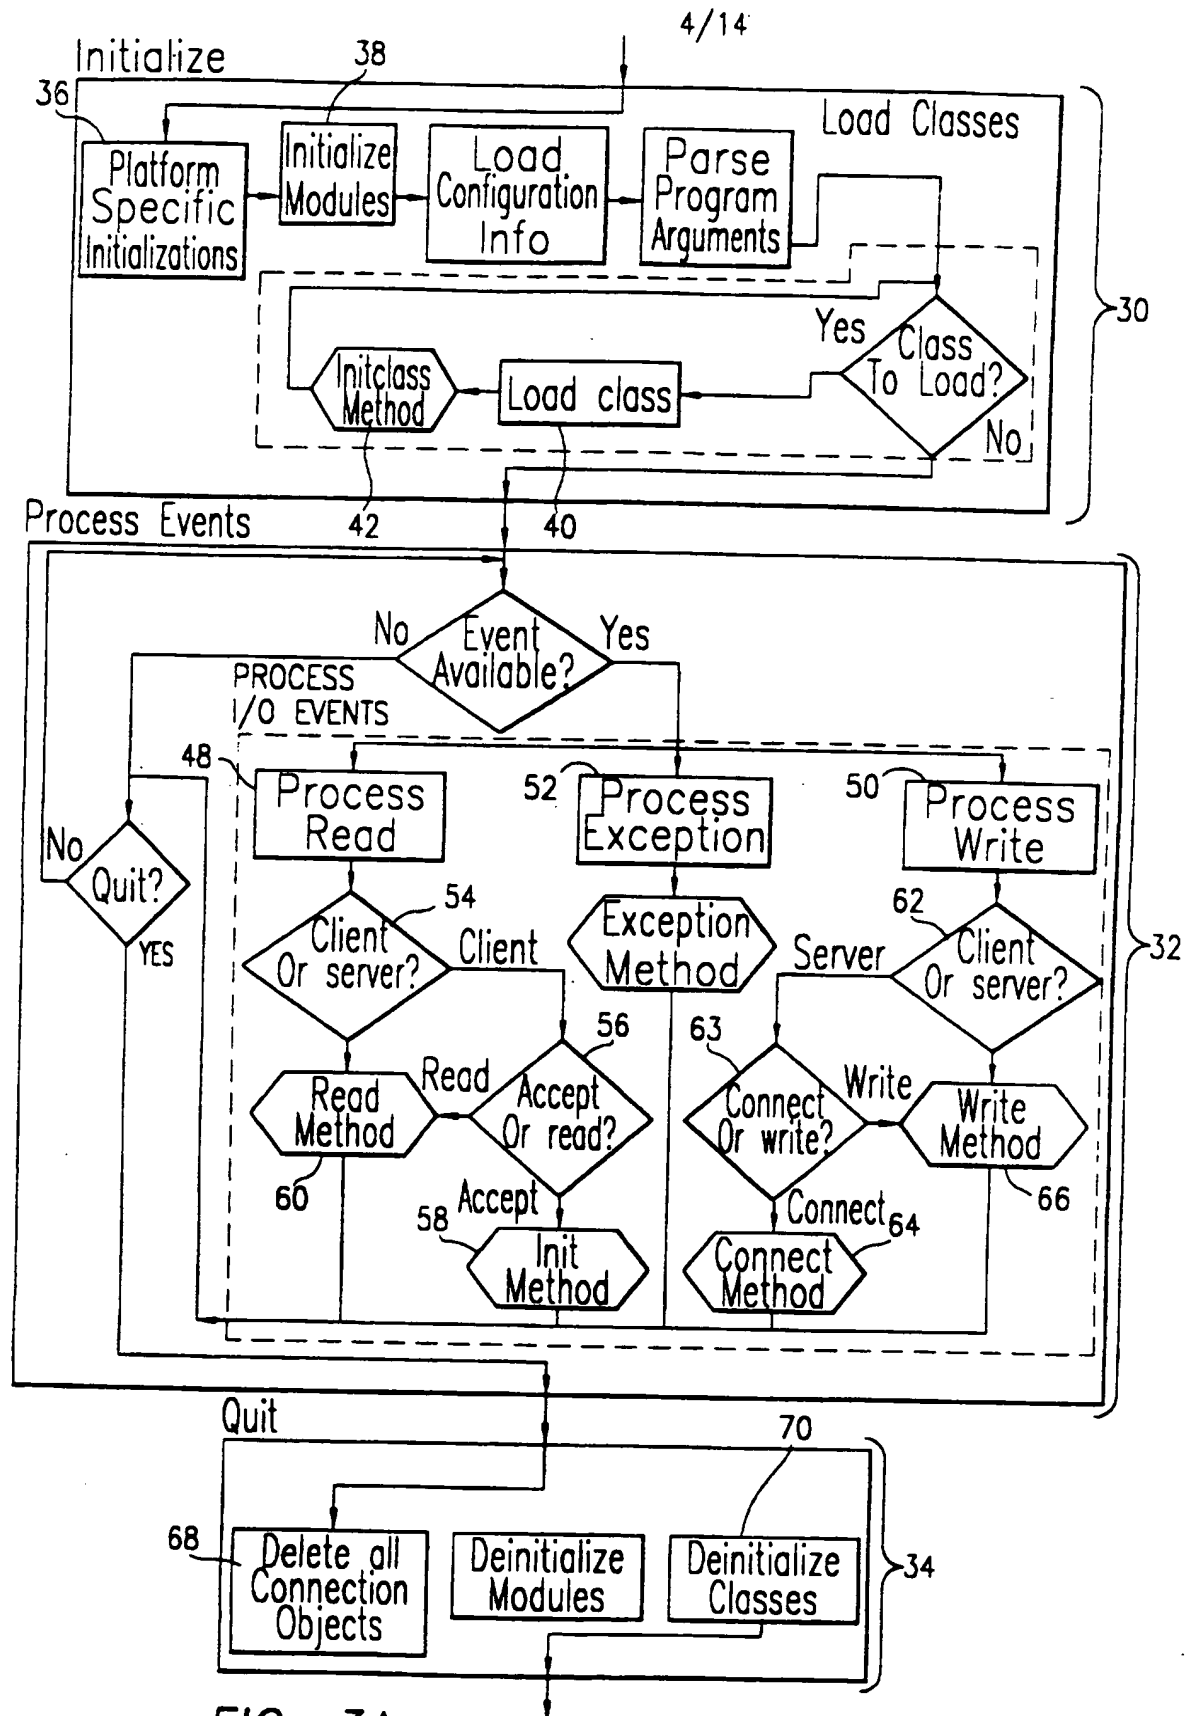 4/14
Initialize
38
36
Load Classes
Platform
Specific
Initializations
Initialize
Modules
Load
Configuration
Info
Parse
Program
Arguments
30
Yes
Class
To Load?
No
Initclass
Method
Load class
42
40
Process Events
No
Event
Available?
Yes
PROCESS
/O EVENTS
48
Process
Read
52
Process
Exception
50
Process
Write
No
Quit?
YES
54
Client
Or server?
Client
Exception
Method
62
Server
Client
Or server?
32
56
63
Read
Method
Read
Accept
Or read?
Connect
Or write?
Write
Write
Method
60
66
Accept
58
Init
Method
Connect
64
Connect
Method
Quit
70
68
Delete all
Connection
Objects
Deinitialize
Modules
Deinitialize
Classes
34